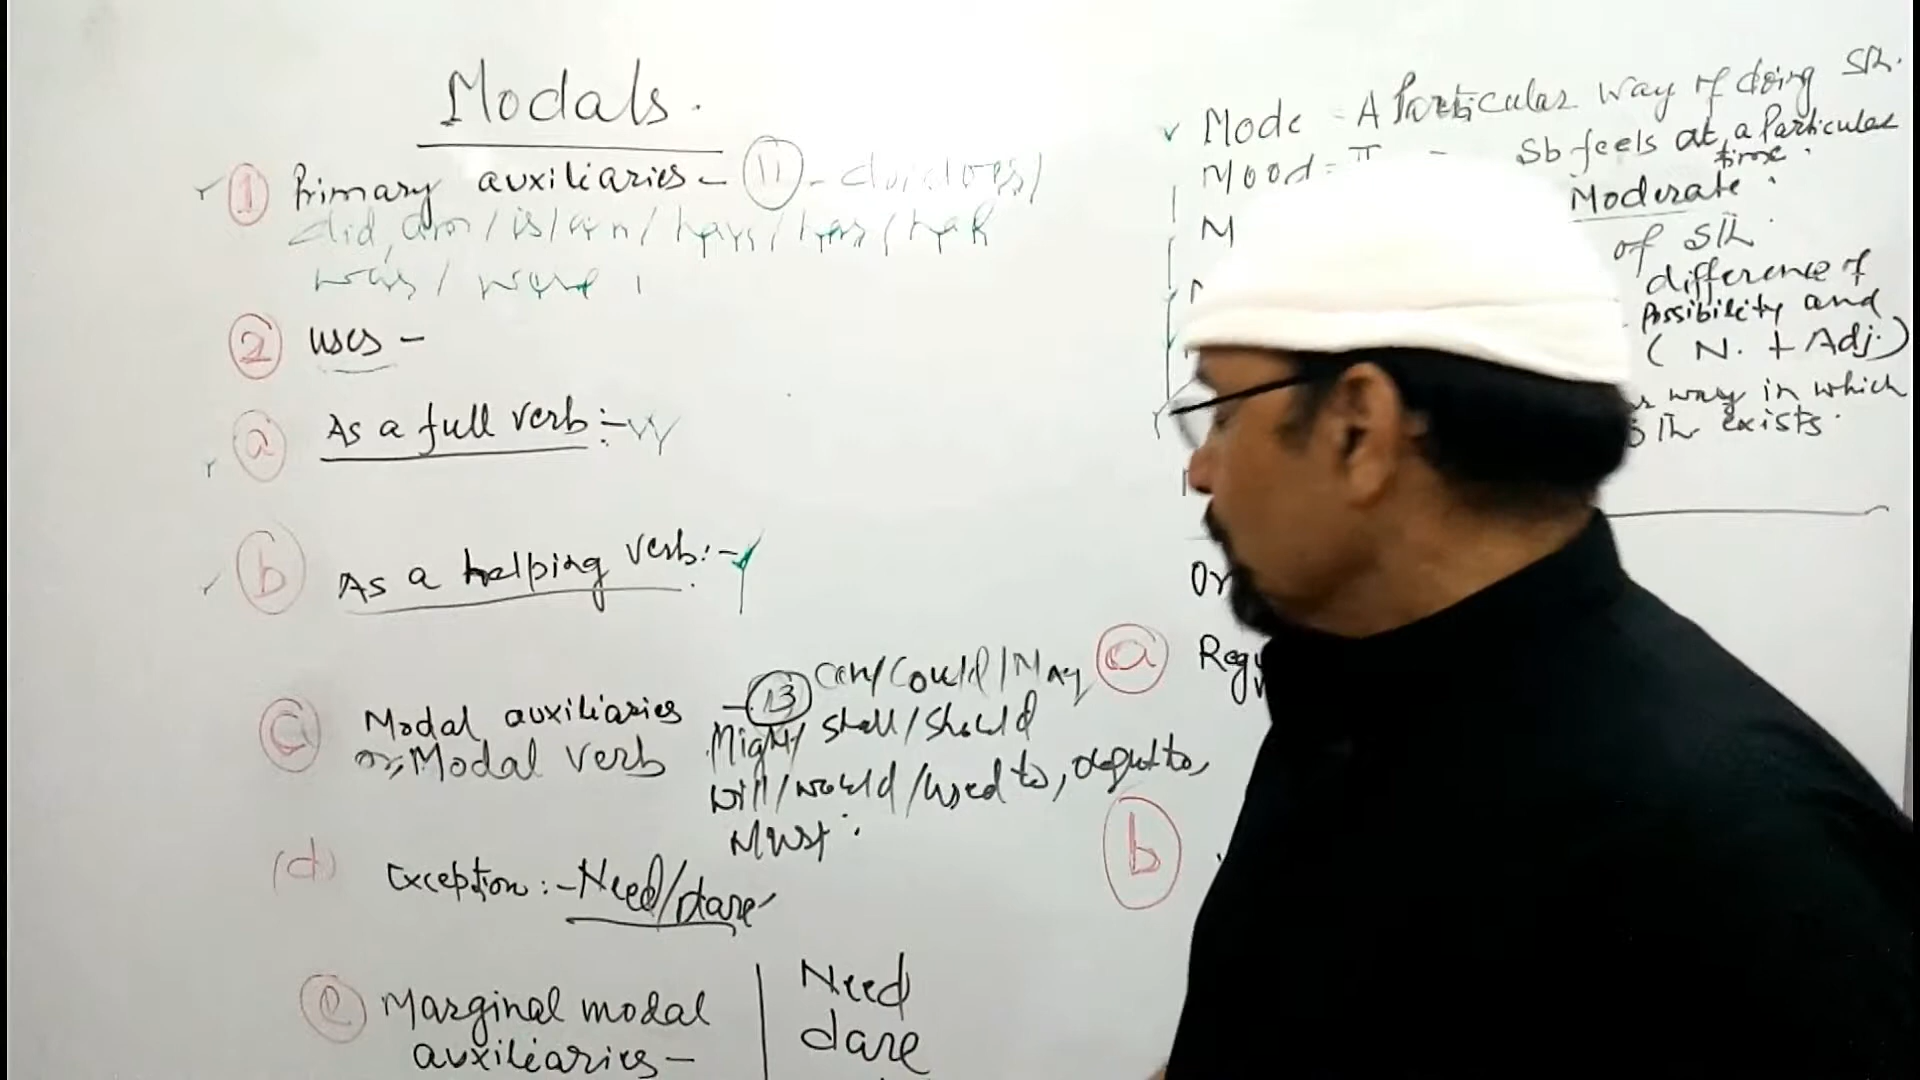 Modals.
① Primary auxiliaries - ⑪ - do/does/
did, am/is/are/have/has/had
was/were
② uses -
ⓐ As a full verb:-
ⓑ As a helping verb:-
ⓒ Modal auxiliaries - ⑬ Can/Could/May
or, Modal verb Might/ shall/should
will/would/used to, ought to,
Must.
(d) Exception:- Need/dare
ⓔ Marginal modal
auxiliaries -
Need
dare
Mode = A Particular way of doing Sth.
Mood = Sb feels at a Particular
time.
Moderate
of Sth.
difference of
Possibility and
(N. + Adj.)
way in which
Sth exists.
Or
ⓐ Reg
ⓑ